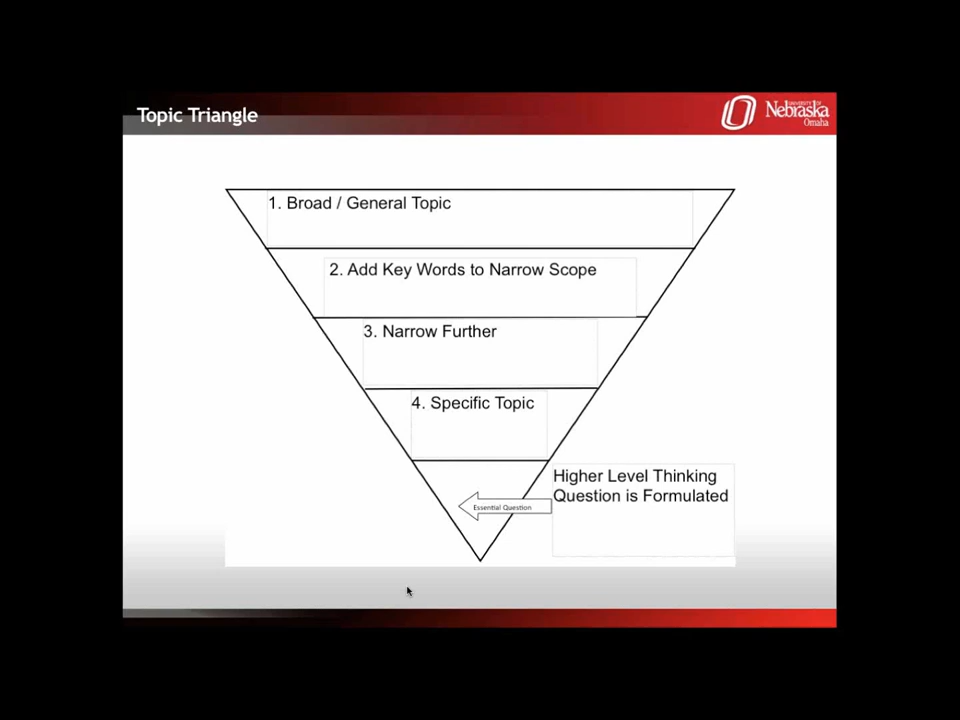 Topic Triangle
UNIVERSITY OF
Nebraska
Omaha
1. Broad / General Topic
2. Add Key Words to Narrow Scope
3. Narrow Further
4. Specific Topic
Higher Level Thinking
Question is Formulated
Essential Question